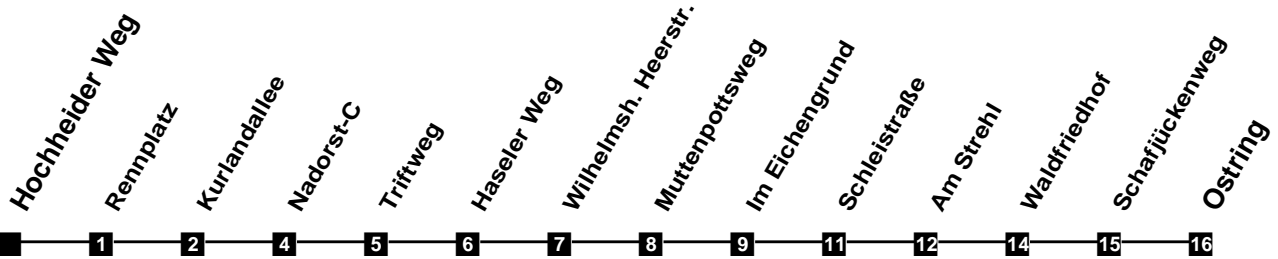 Hochheider Weg
Rennplatz
Kurlandallee
Nadorst-C
Triftweg
Haseler Weg
Wilhelmsh. Heerstr.
Muttenpottsweg
Im Eichengrund
Schleistraße
Am Strehl
Waldfriedhof
Schafjückenweg
Ostring
1 2 4 5 6 7 8 9 11 12 14 15 16